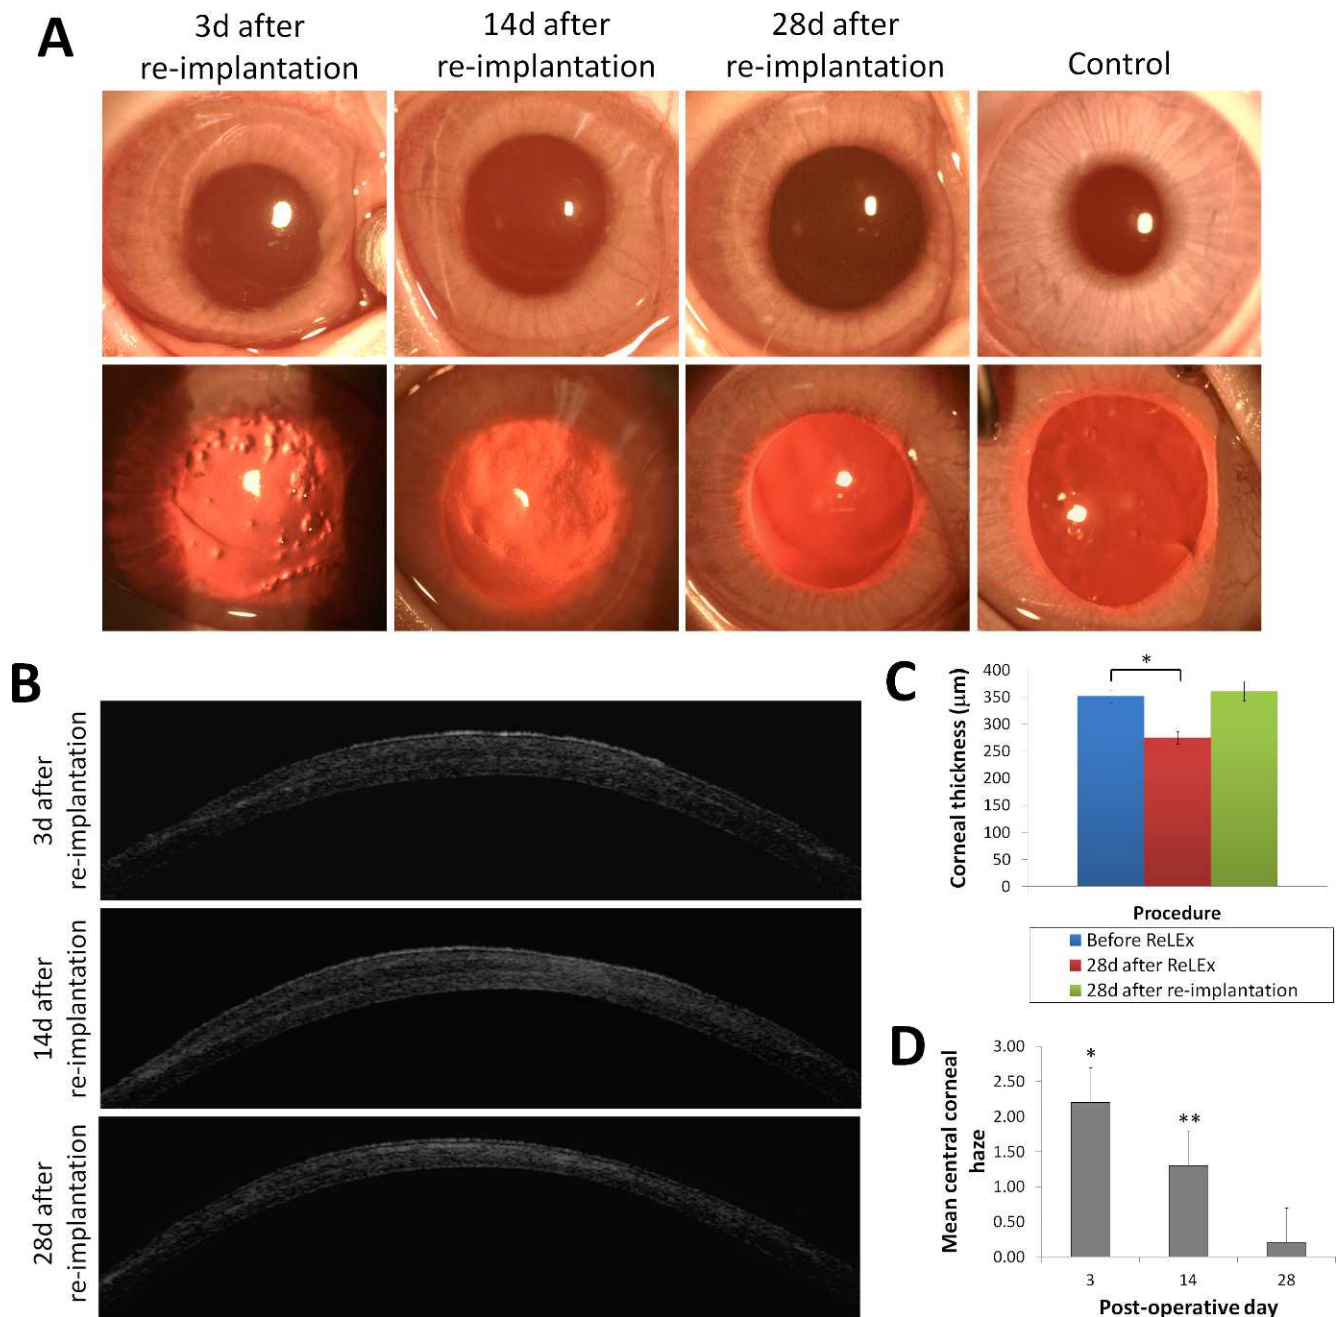 A
3d after
re-implantation
14d after
re-implantation
28d after
re-implantation
Control
B
3d after
re-implantation
14d after
re-implantation
28d after
re-implantation
C
*
Corneal thickness (μm)
400
350
300
250
200
150
100
50
0
Procedure
Before ReLEx
28d after ReLEx
28d after re-implantation
D
Mean central corneal
haze
3.00
2.50
2.00
1.50
1.00
0.50
0.00
*
**
3 14 28
Post-operative day